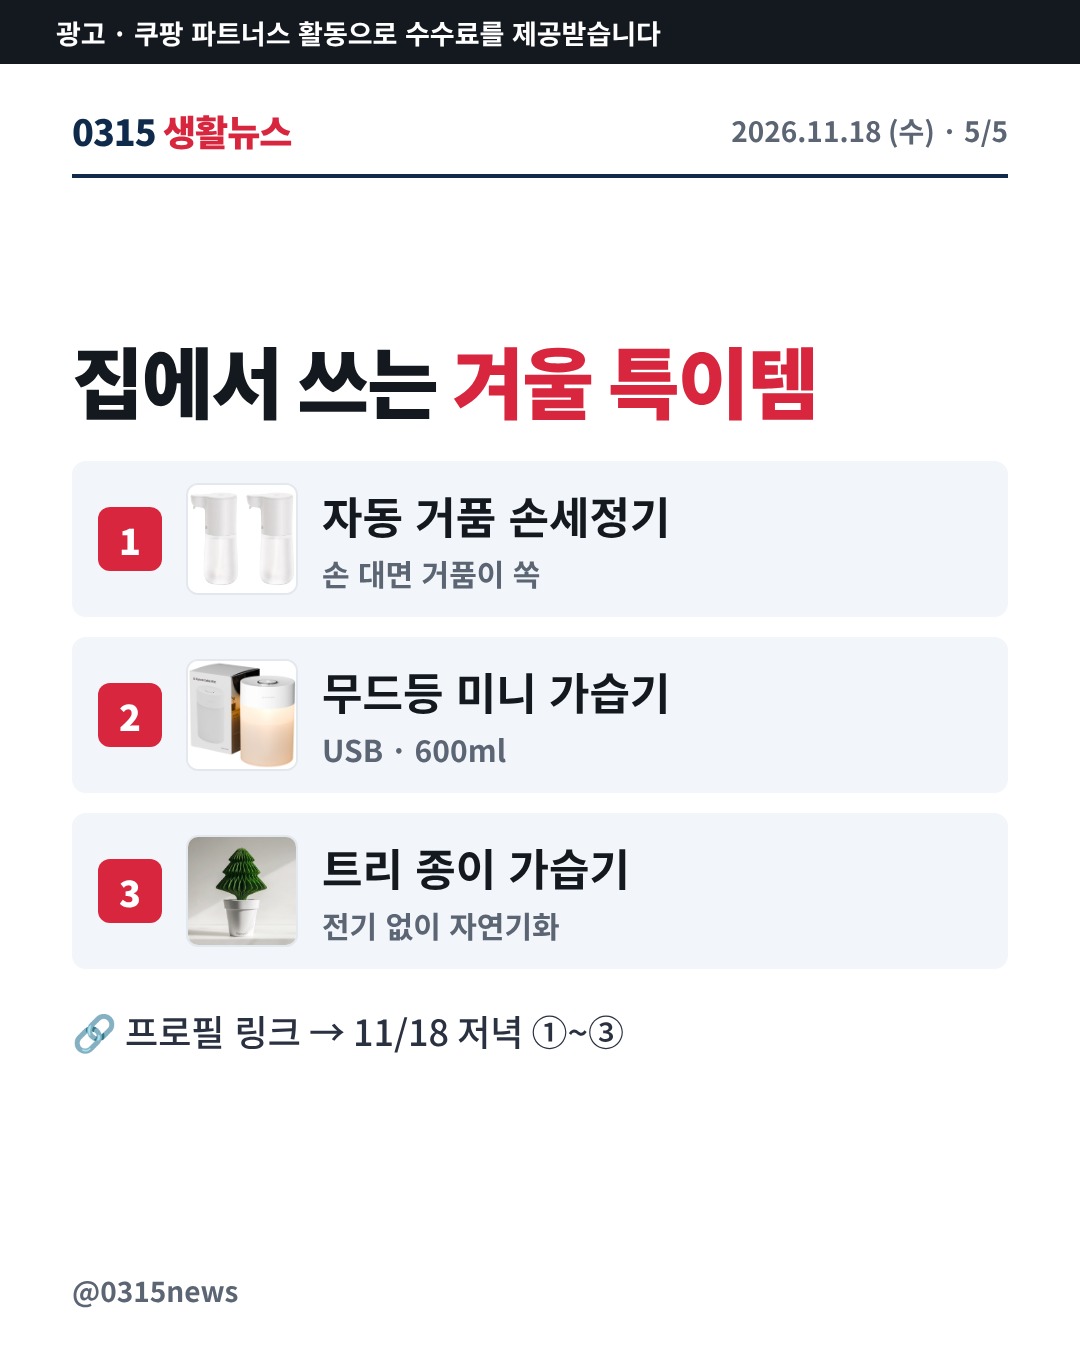 광고 · 쿠팡 파트너스 활동으로 수수료를 제공받습니다
0315 생활뉴스
2026.11.18 (수) · 5/5
집에서 쓰는 겨울 특이템
1
자동 거품 손세정기
손 대면 거품이 쏙
2
무드등 미니 가습기
USB · 600ml
3
트리 종이 가습기
전기 없이 자연기화
🔗 프로필 링크 → 11/18 저녁 ①~③
@0315news